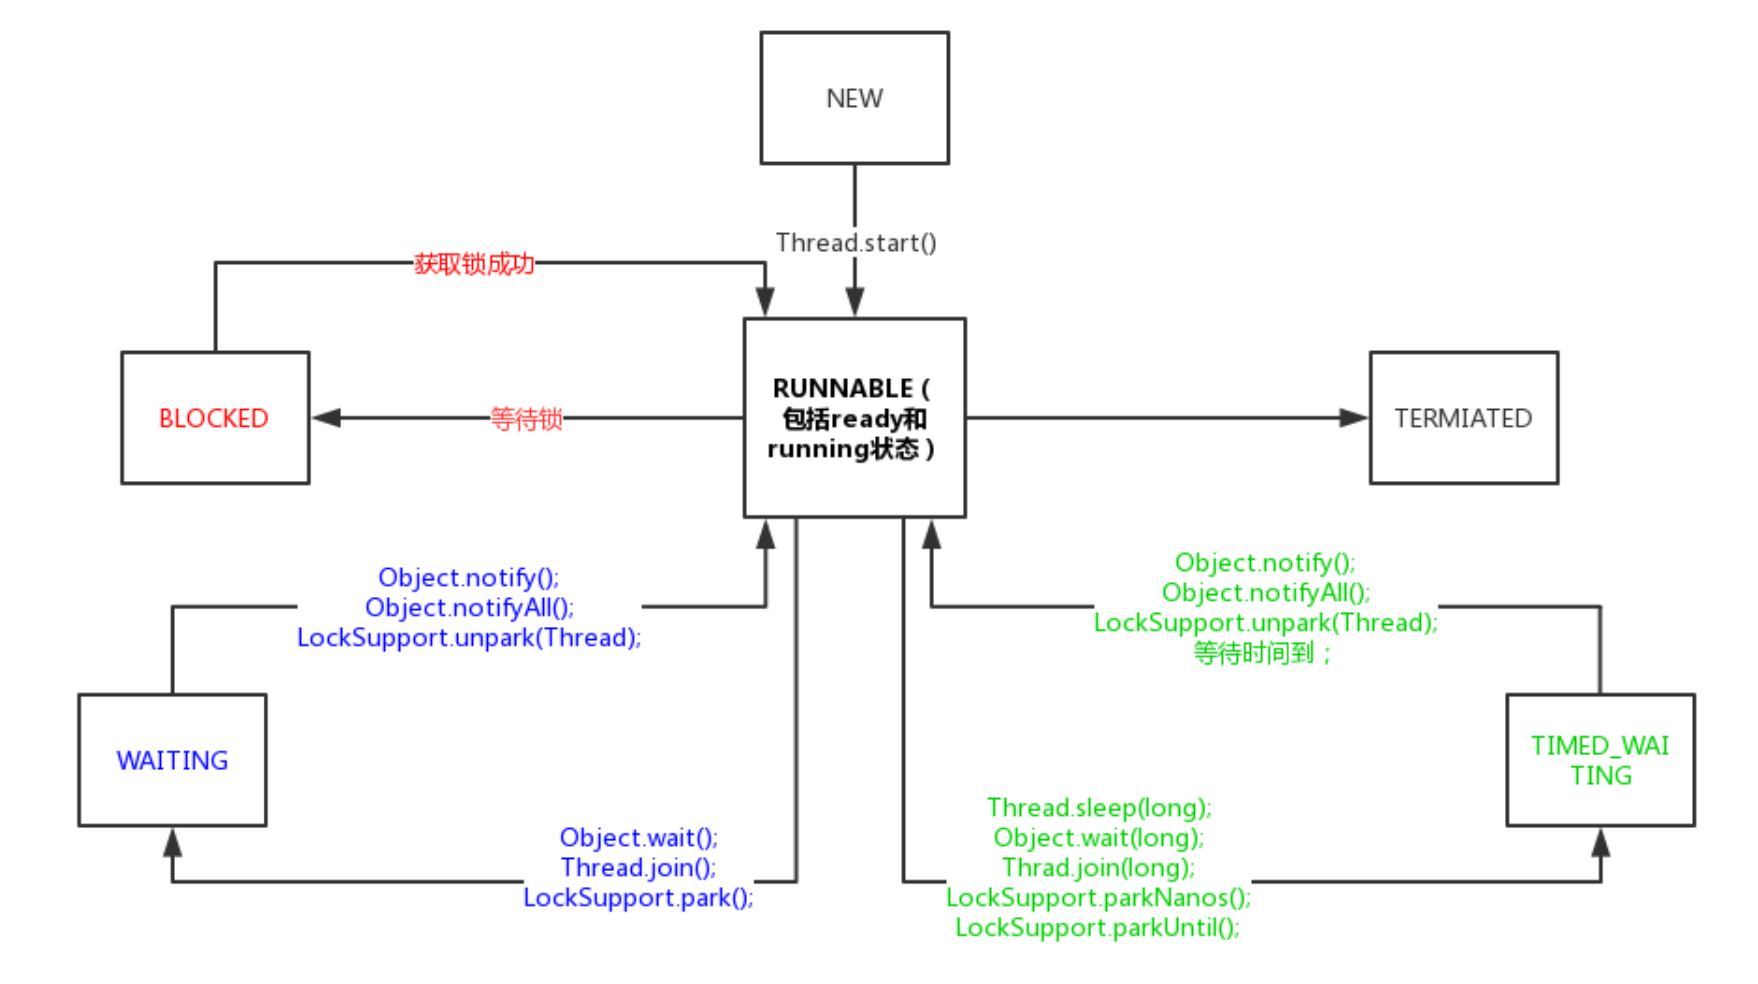 NEW
Thread.start()
获取锁成功
RUNNABLE（
包括ready和
running状态）
BLOCKED
等待锁
TERMIATED
Object.notify();
Object.notifyAll();
LockSupport.unpark(Thread);
Object.notify();
Object.notifyAll();
LockSupport.unpark(Thread);
等待时间到；
WAITING
TIMED_WAI
TING
Object.wait();
Thread.join();
LockSupport.park();
Thread.sleep(long);
Object.wait(long);
Thrad.join(long);
LockSupport.parkNanos();
LockSupport.parkUntil();